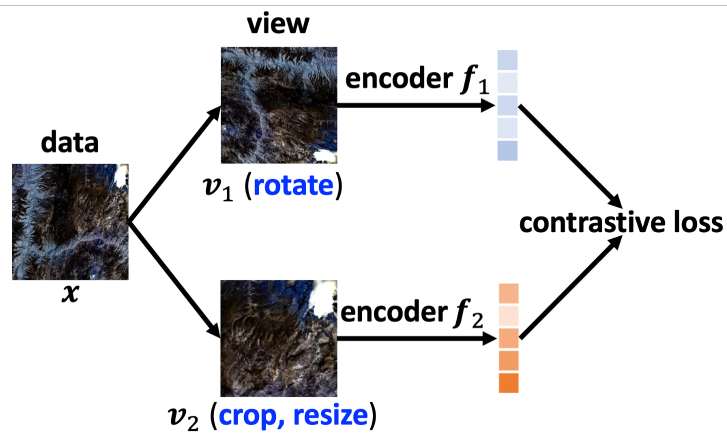 view
encoder f₁
data
v₁ (rotate)
contrastive loss
x
encoder f₂
v₂ (crop, resize)